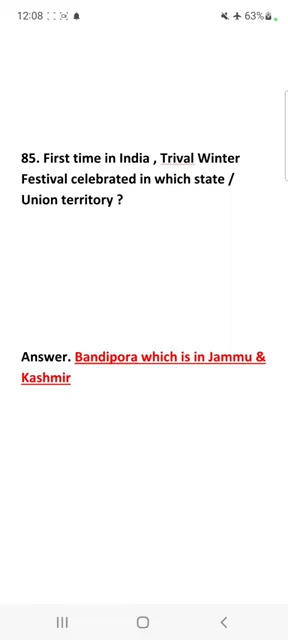 12:08
63%
85. First time in India , Trival Winter
Festival celebrated in which state /
Union territory ?
Answer. Bandipora which is in Jammu &
Kashmir